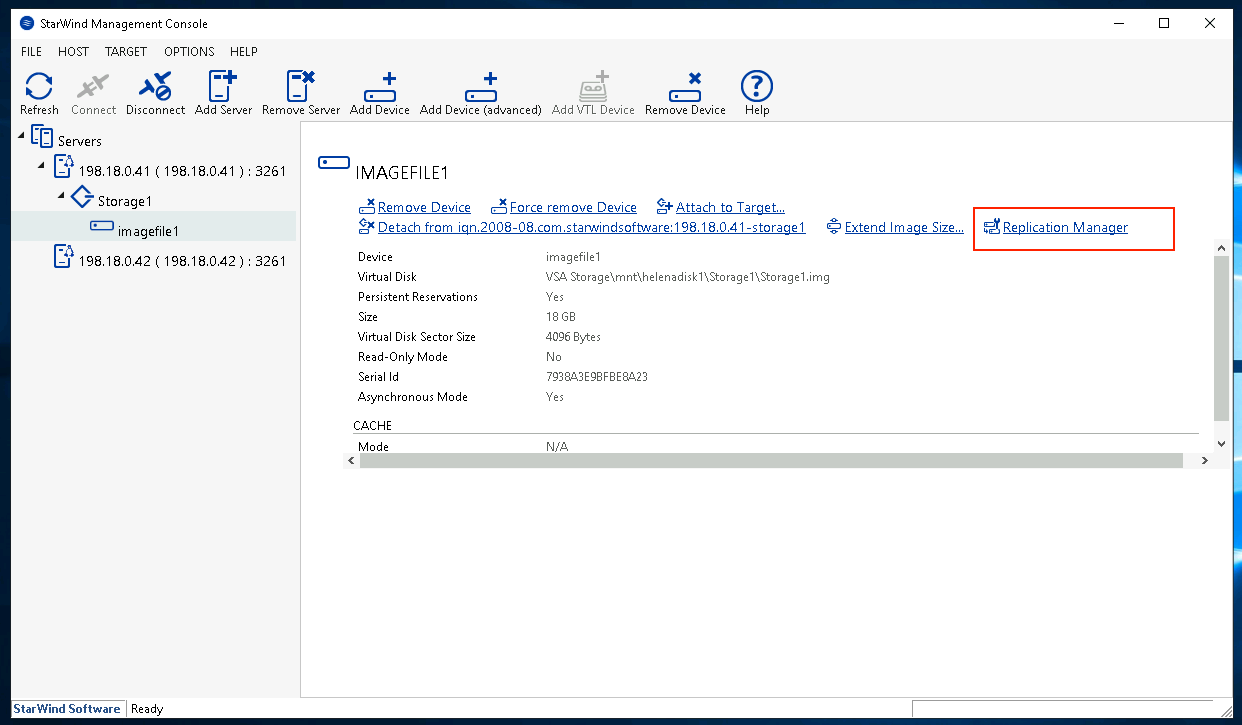 StarWind Management Console
FILE HOST TARGET OPTIONS HELP
Refresh Connect Disconnect Add Server Remove Server Add Device Add Device (advanced) Add VTL Device Remove Device Help
Servers
198.18.0.41 ( 198.18.0.41 ) : 3261
Storage1
imagefile1
198.18.0.42 ( 198.18.0.42 ) : 3261
IMAGEFILE1
Remove Device Force remove Device Attach to Target...
Detach from iqn.2008-08.com.starwindsoftware:198.18.0.41-storage1 Extend Image Size... Replication Manager
Device imagefile1
Virtual Disk VSA Storage\mnt\helenadisk1\Storage1\Storage1.img
Persistent Reservations Yes
Size 18 GB
Virtual Disk Sector Size 4096 Bytes
Read-Only Mode No
Serial Id 7938A3E9BFBE8A23
Asynchronous Mode Yes
CACHE
Mode N/A
StarWind Software Ready